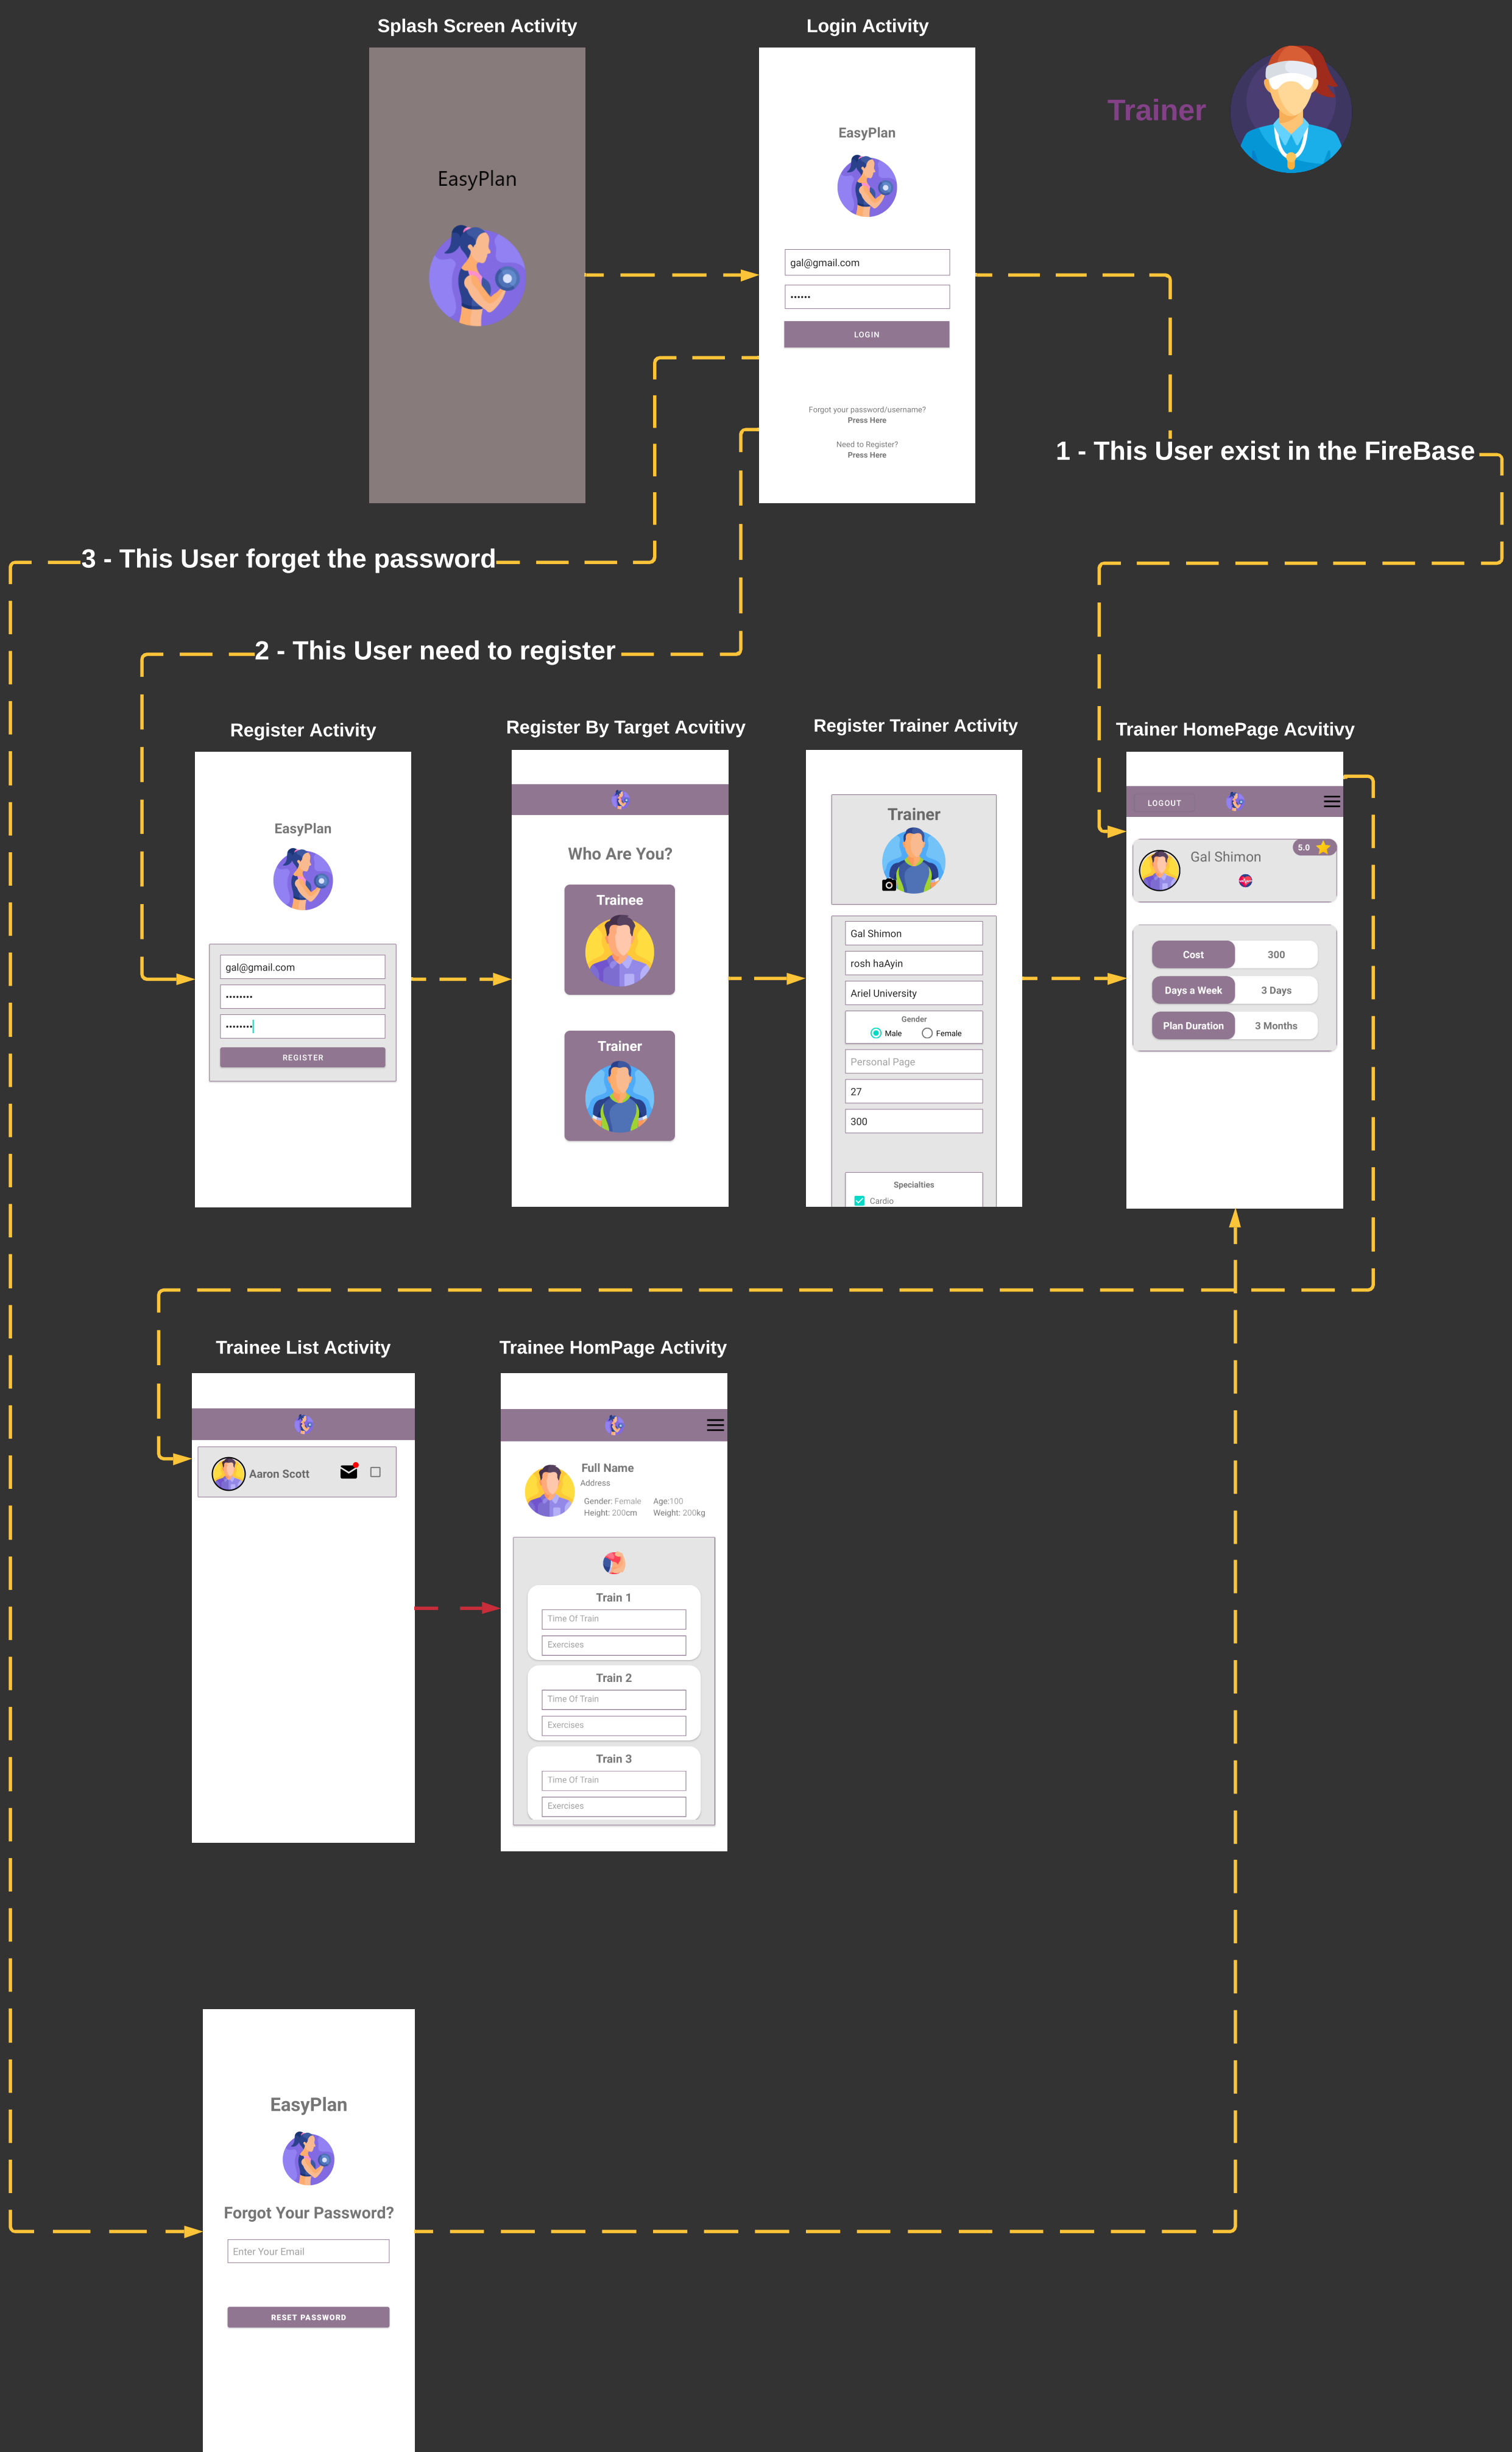 Splash Screen Activity
Login Activity
Trainer
EasyPlan
EasyPlan
gal@gmail.com
••••••
LOGIN
Forgot your password/username?
Press Here
Need to Register?
Press Here
1 - This User exist in the FireBase
3 - This User forget the password
2 - This User need to register
Register Activity
EasyPlan
gal@gmail.com
••••••••
••••••••
REGISTER
Register By Target Acvitivy
Who Are You?
Trainee
Trainer
Register Trainer Activity
Trainer
Gal Shimon
rosh haAyin
Ariel University
Gender
Male Female
Personal Page
27
300
Specialties
Cardio
Trainer HomePage Acvitivy
LOGOUT
Gal Shimon
5.0
Cost 300
Days a Week 3 Days
Plan Duration 3 Months
Trainee List Activity
Aaron Scott
Trainee HomPage Activity
Full Name
Address
Gender: Female Age:100
Height: 200cm Weight: 200kg
Train 1
Time Of Train
Exercises
Train 2
Time Of Train
Exercises
Train 3
Time Of Train
Exercises
EasyPlan
Forgot Your Password?
Enter Your Email
RESET PASSWORD